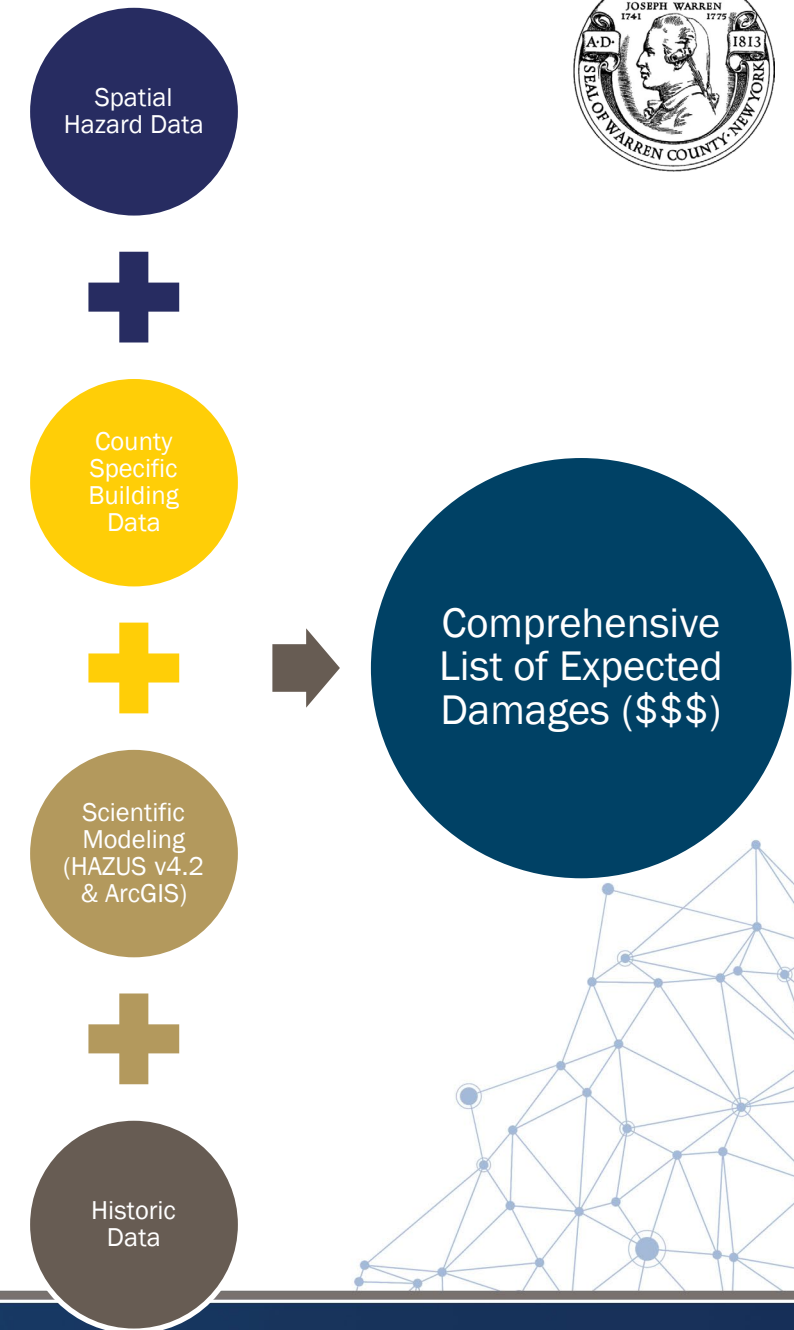 JOSEPH WARREN
1741 1775
A·D· 1813
SEAL OF WARREN COUNTY · NEW YORK
Spatial
Hazard Data
County
Specific
Building
Data
Scientific
Modeling
(HAZUS v4.2
& ArcGIS)
Historic
Data
Comprehensive
List of Expected
Damages ($$$)